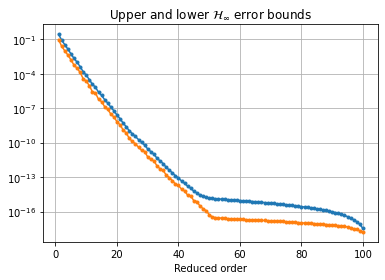 Upper and lower $\mathcal{H}_\infty$ error bounds
10⁻¹
10⁻⁴
10⁻⁷
10⁻¹⁰
10⁻¹³
10⁻¹⁶
0 20 40 60 80 100
Reduced order